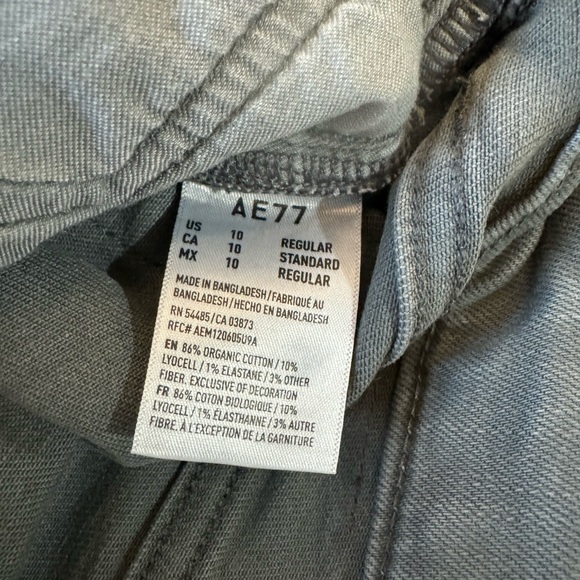 AE77
US 10 REGULAR
CA 10 STANDARD
MX 10 REGULAR
MADE IN BANGLADESH/FABRIQUÉ AU
BANGLADESH/HECHO EN BANGLADESH
RN 54485/CA 03873
RFC# AEM120605U9A
EN 86% ORGANIC COTTON/10%
LYOCELL/1% ELASTANE/3% OTHER
FIBER. EXCLUSIVE OF DECORATION
FR 86% COTON BIOLOGIQUE/10%
LYOCELL/1% ÉLASTHANNE/3% AUTRE
FIBRE. À L'EXCEPTION DE LA GARNITURE